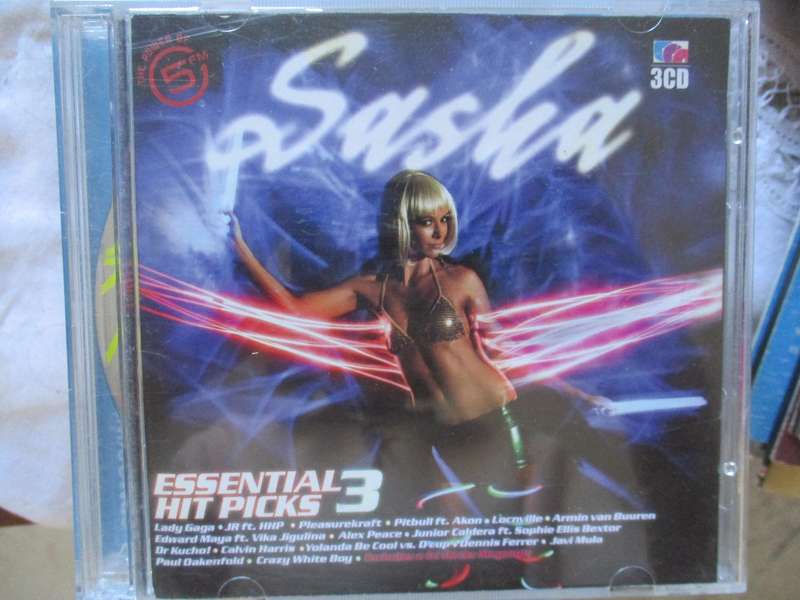 THE POWER OF
5 FM
Sasha
3CD
ESSENTIAL
HIT PICKS 3
Lady Gaga • JR ft. HHP • Pleasurekraft • Pitbull ft. Akon • Locnville • Armin van Buuren
Edward Maya ft. Vika Jigulina • Alex Peace • Junior Caldera ft. Sophie Ellis Bextor
Dr Kucho! • Calvin Harris • Yolanda Be Cool vs. Dcup • Dennis Ferrer • Javi Mula
Paul Oakenfold • Crazy White Boy •